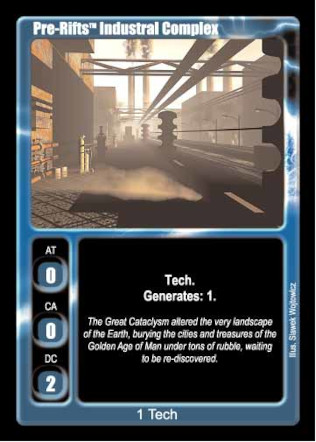 Pre-Rifts™ Industral Complex
AT
0
CA
0
DC
2
Tech.
Generates: 1.
The Great Cataclysm altered the very landscape
of the Earth, burying the cities and treasures of the
Golden Age of Man under tons of rubble, waiting
to be re-discovered.
Illus. Slawek Wojtowicz
1 Tech